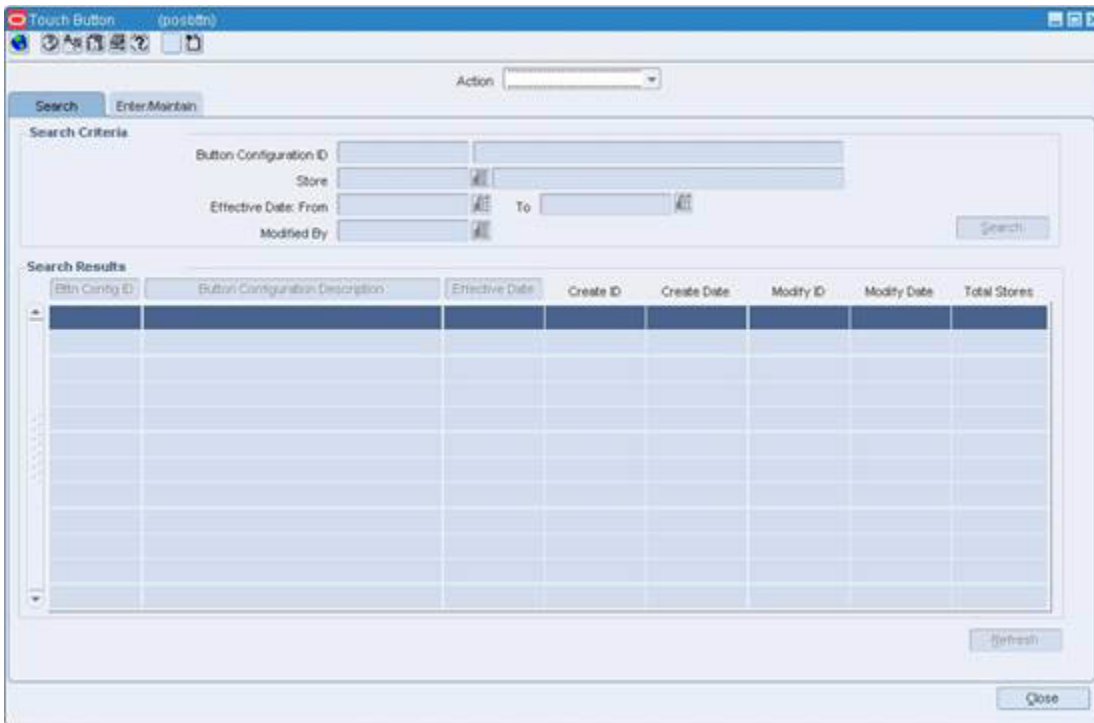 Touch Button (posbttn)
Action
Search Enter/Maintain
Search Criteria
Button Configuration ID
Store
Effective Date: From To
Modified By
Search
Search Results
Bttn Config ID Button Configuration Description Effective Date Create ID Create Date Modify ID Modify Date Total Stores
Refresh
Close